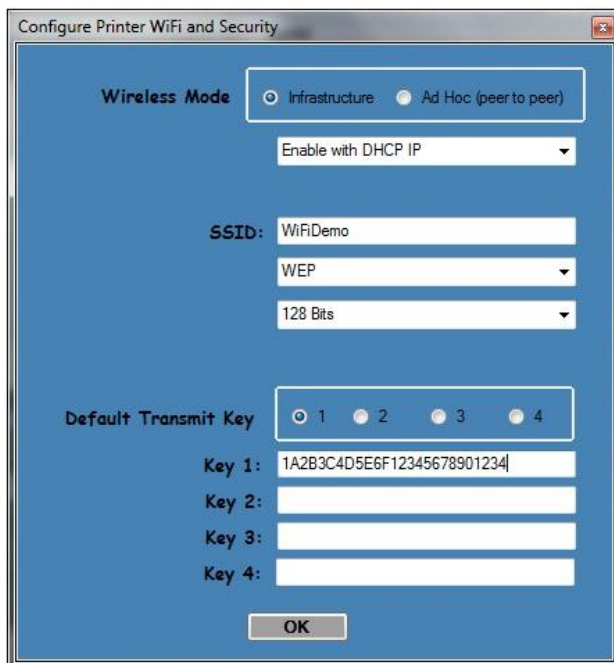 Configure Printer WiFi and Security
Wireless Mode Infrastructure Ad Hoc (peer to peer)
Enable with DHCP IP
SSID: WiFiDemo
WEP
128 Bits
Default Transmit Key 1 2 3 4
Key 1: 1A2B3C4D5E6F12345678901234
Key 2:
Key 3:
Key 4:
OK